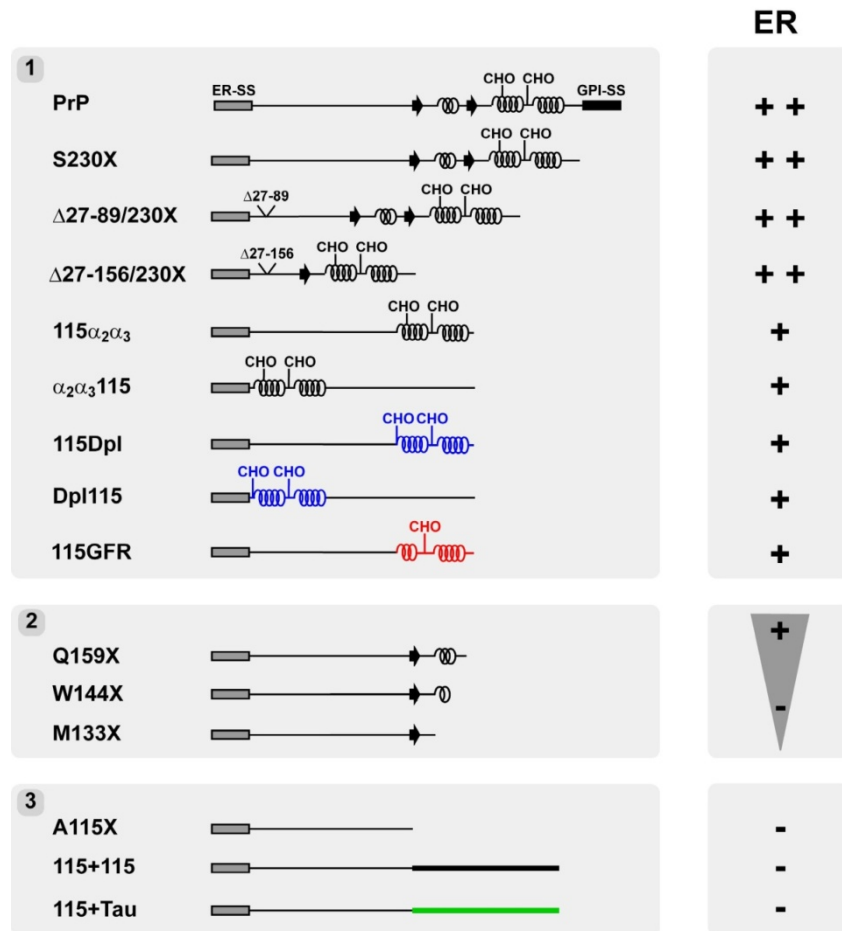 ER
1
ER-SS CHO CHO GPI-SS
PrP + +
CHO CHO
S230X + +
Δ27-89 CHO CHO
Δ27-89/230X + +
Δ27-156 CHO CHO
Δ27-156/230X + +
CHO CHO
115α₂α₃ +
CHO CHO
α₂α₃115 +
CHO CHO
115Dpl +
CHO CHO
Dpl115 +
CHO
115GFR +
2
+
Q159X
W144X
-
M133X
3
A115X -
115+115 -
115+Tau -